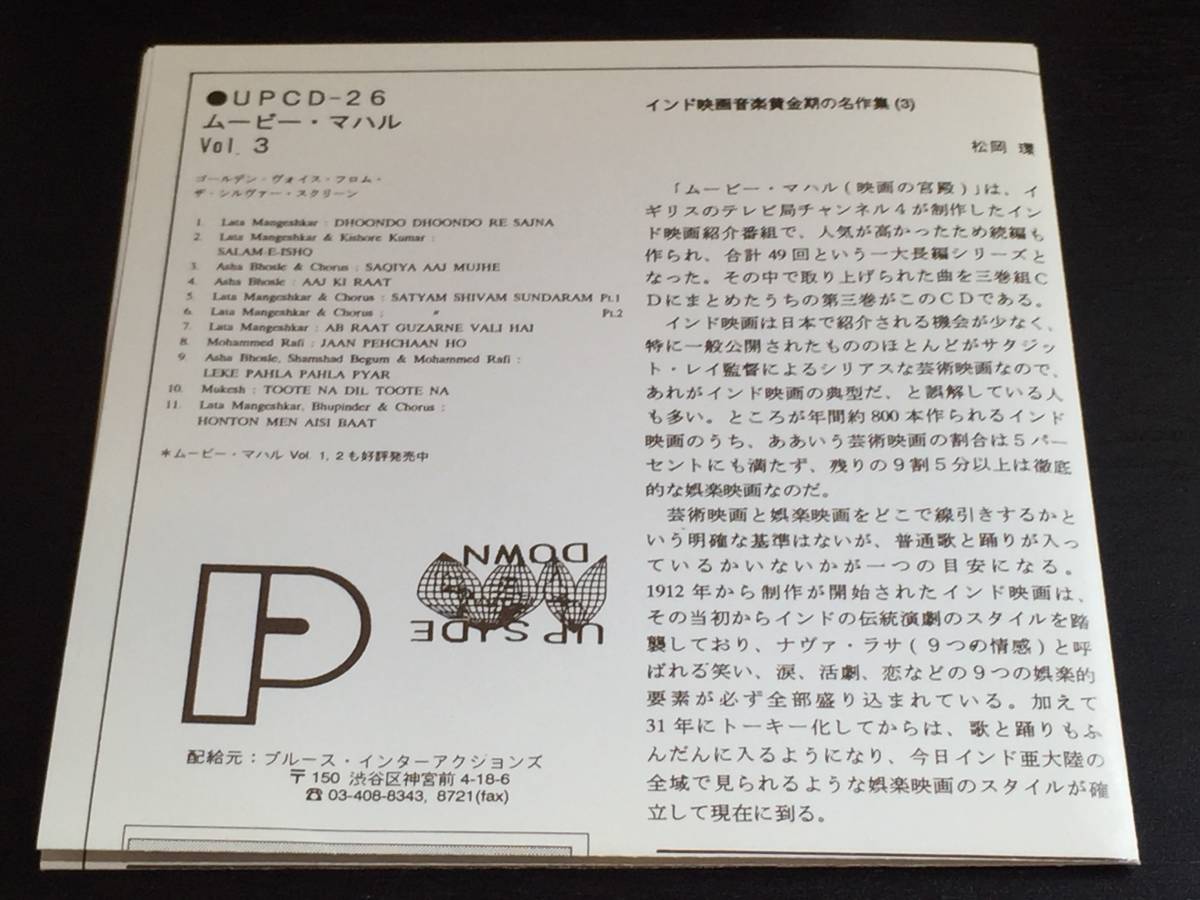 ●UPCD-26
ムービー・マハル
Vol. 3
ゴールデン・ヴォイス・フロム・
ザ・シルヴァー・スクリーン
1. Lata Mangeshkar : DHOONDO DHOONDO RE SAJNA
2. Lata Mangeshkar & Kishore Kumar :
SALAM-E-ISHQ
3. Asha Bhosle & Chorus : SAQIYA AAJ MUJHE
4. Asha Bhosle : AAJ KI RAAT
5. Lata Mangeshkar & Chorus : SATYAM SHIVAM SUNDARAM Pt.1
6. Lata Mangeshkar & Chorus : 〃 Pt.2
7. Lata Mangeshkar : AB RAAT GUZARNE VALI HAI
8. Mohammed Rafi : JAAN PEHCHAAN HO
9. Asha Bhosle, Shamshad Begum & Mohammed Rafi :
LEKE PAHLA PAHLA PYAR
10. Mukesh : TOOTE NA DIL TOOTE NA
11. Lata Mangeshkar, Bhupinder & Chorus :
HONTON MEN AISI BAAT
*ムービー・マハル Vol. 1, 2も好評発売中
P
UPSIDE
DOWN
配給元：ブルース・インターアクションズ
〒150 渋谷区神宮前4-18-6
☎03-408-8343, 8721(fax)
インド映画音楽黄金期の名作集(3)
松岡 環
「ムービー・マハル(映画の宮殿)」は、イ
ギリスのテレビ局チャンネル4が制作したイン
ド映画紹介番組で、人気が高かったため続編も
作られ、合計49回という一大長編シリーズと
なった。その中で取り上げられた曲を三巻組C
Dにまとめたうちの第三巻がこのCDである。
インド映画は日本で紹介される機会が少なく、
特に一般公開されたもののほとんどがサタジッ
ト・レイ監督によるシリアスな芸術映画なので、
あれがインド映画の典型だ、と誤解している人
も多い。ところが年間約800本作られるインド
映画のうち、ああいう芸術映画の割合は5パー
セントにも満たず、残りの9割5分以上は徹底
的な娯楽映画なのだ。
芸術映画と娯楽映画をどこで線引きするかと
いう明確な基準はないが、普通歌と踊りが入っ
ているかいないかが一つの目安になる。
1912年から制作が開始されたインド映画は、
その当初からインドの伝統演劇のスタイルを踏
襲しており、ナヴァ・ラサ(9つの情感)と呼
ばれる笑い、涙、活劇、恋などの9つの娯楽的
要素が必ず全部盛り込まれている。加えて
31年にトーキー化してからは、歌と踊りもふ
んだんに入るようになり、今日インド亜大陸の
全域で見られるような娯楽映画のスタイルが確
立して現在に到る。